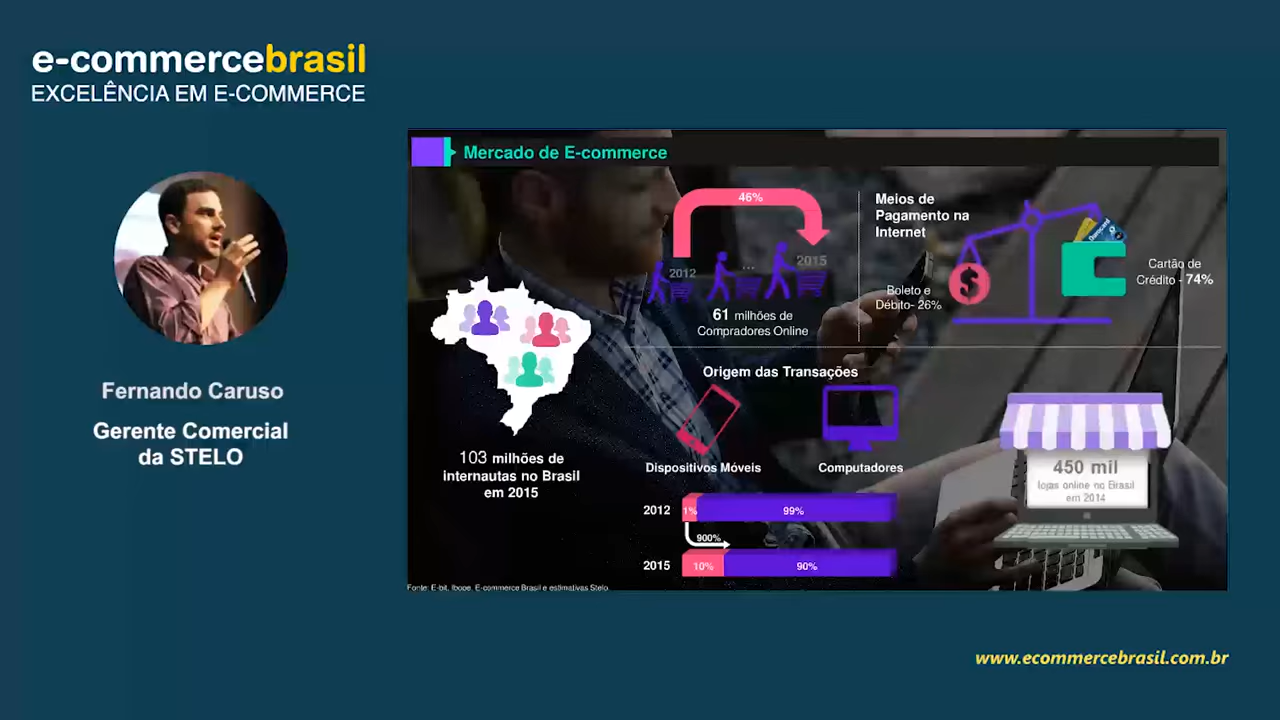 e-commercebrasil
EXCELÊNCIA EM E-COMMERCE
Fernando Caruso
Gerente Comercial
da STELO
Mercado de E-commerce
46%
2012
...
2015
61 milhões de
Compradores Online
Meios de
Pagamento na
Internet
Boleto e
Débito- 26%
$
Cartão de
Crédito - 74%
103 milhões de
internautas no Brasil
em 2015
Origem das Transações
Dispositivos Móveis
Computadores
2012
1%
99%
900%
2015
10%
90%
450 mil
lojas online no Brasil
em 2014
Fonte: E-bit, Ibope, E-commerce Brasil e estimativas Stelo
www.ecommercebrasil.com.br